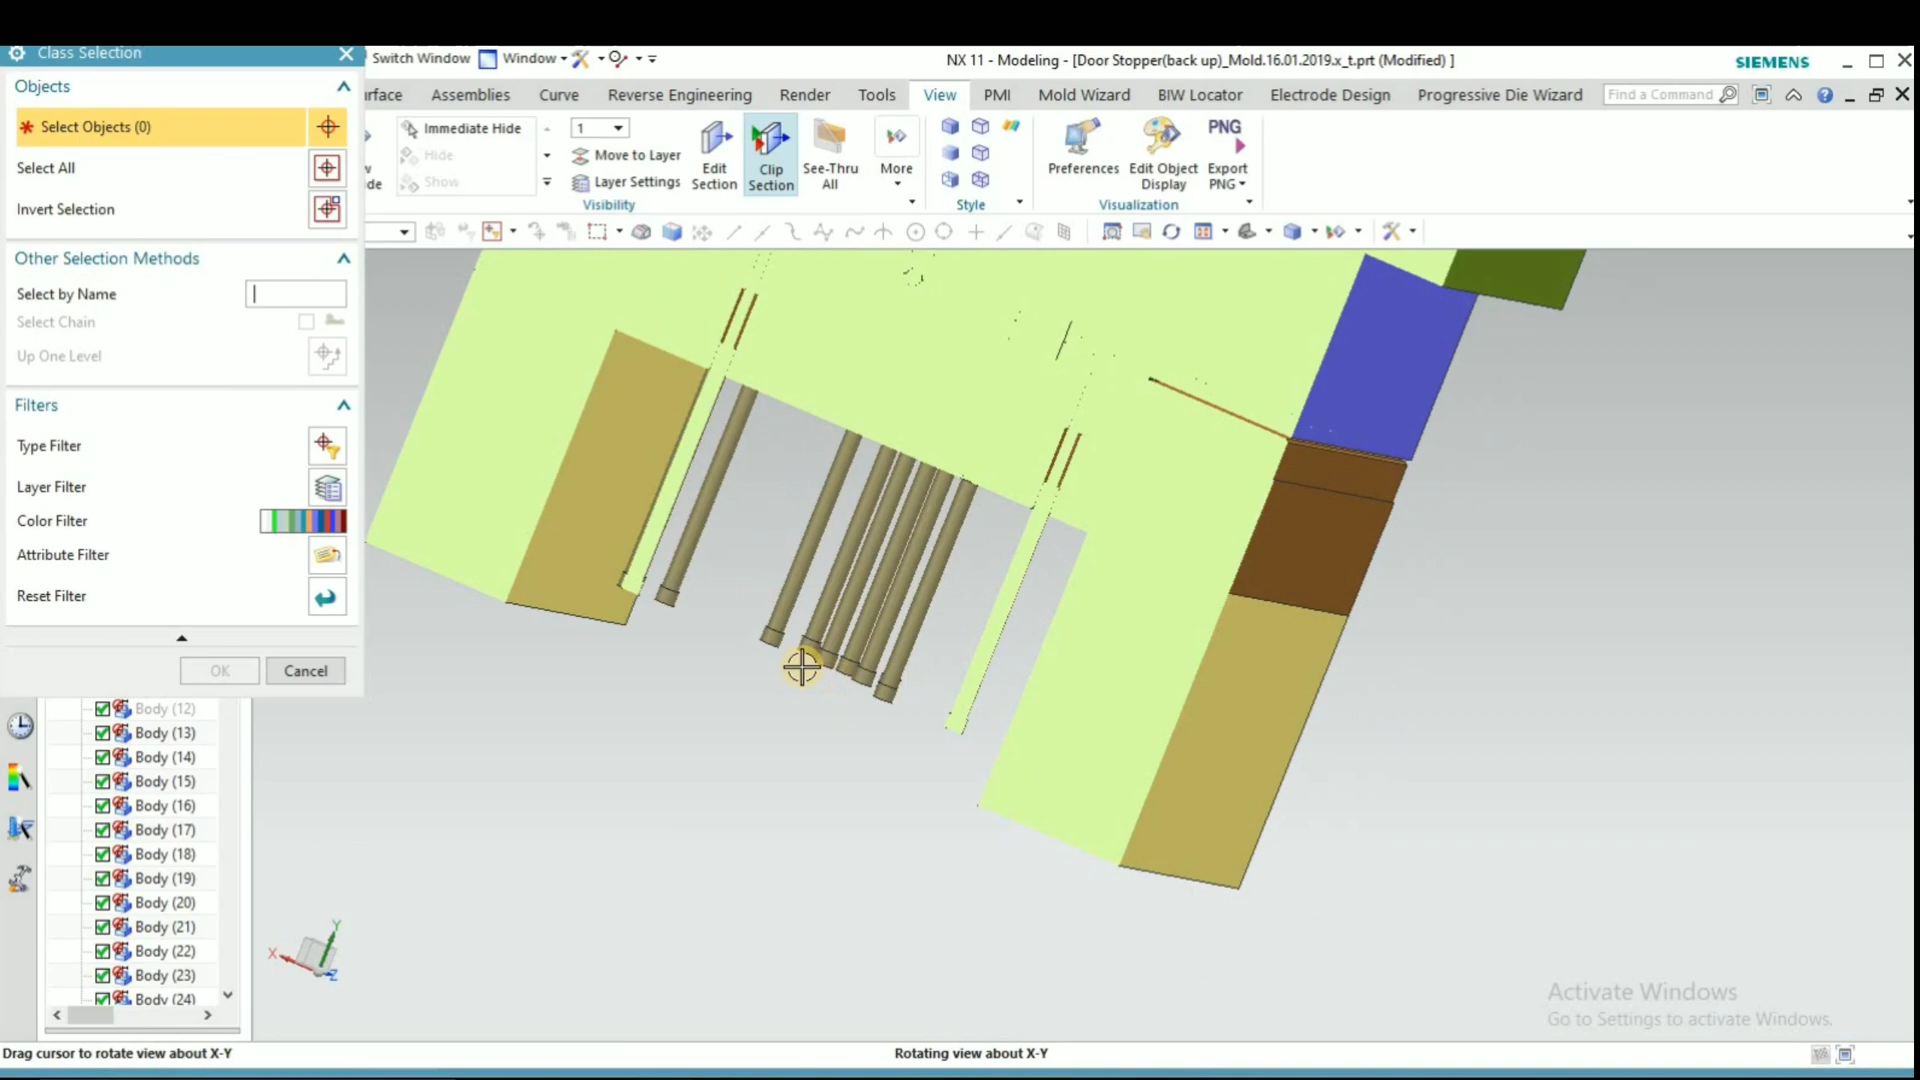 Class Selection
Switch Window
Window
NX 11 - Modeling - [Door Stopper(back up)_Mold.16.01.2019.x_t.prt (Modified) ]
SIEMENS
Objects
rface
Assemblies
Curve
Reverse Engineering
Render
Tools
View
PMI
Mold Wizard
BIW Locator
Electrode Design
Progressive Die Wizard
Find a Command
Select Objects (0)
Select All
Invert Selection
Immediate Hide
Hide
Show
w
de
1
Move to Layer
Layer Settings
Visibility
Edit
Section
Clip
Section
See-Thru
All
More
Style
Preferences
Edit Object
Display
PNG
Export
PNG
Visualization
Other Selection Methods
Select by Name
Select Chain
Up One Level
Filters
Type Filter
Layer Filter
Color Filter
Attribute Filter
Reset Filter
OK
Cancel
Body (12)
Body (13)
Body (14)
Body (15)
Body (16)
Body (17)
Body (18)
Body (19)
Body (20)
Body (21)
Body (22)
Body (23)
Body (24)
X
Y
Z
Activate Windows
Go to Settings to activate Windows.
Drag cursor to rotate view about X-Y
Rotating view about X-Y